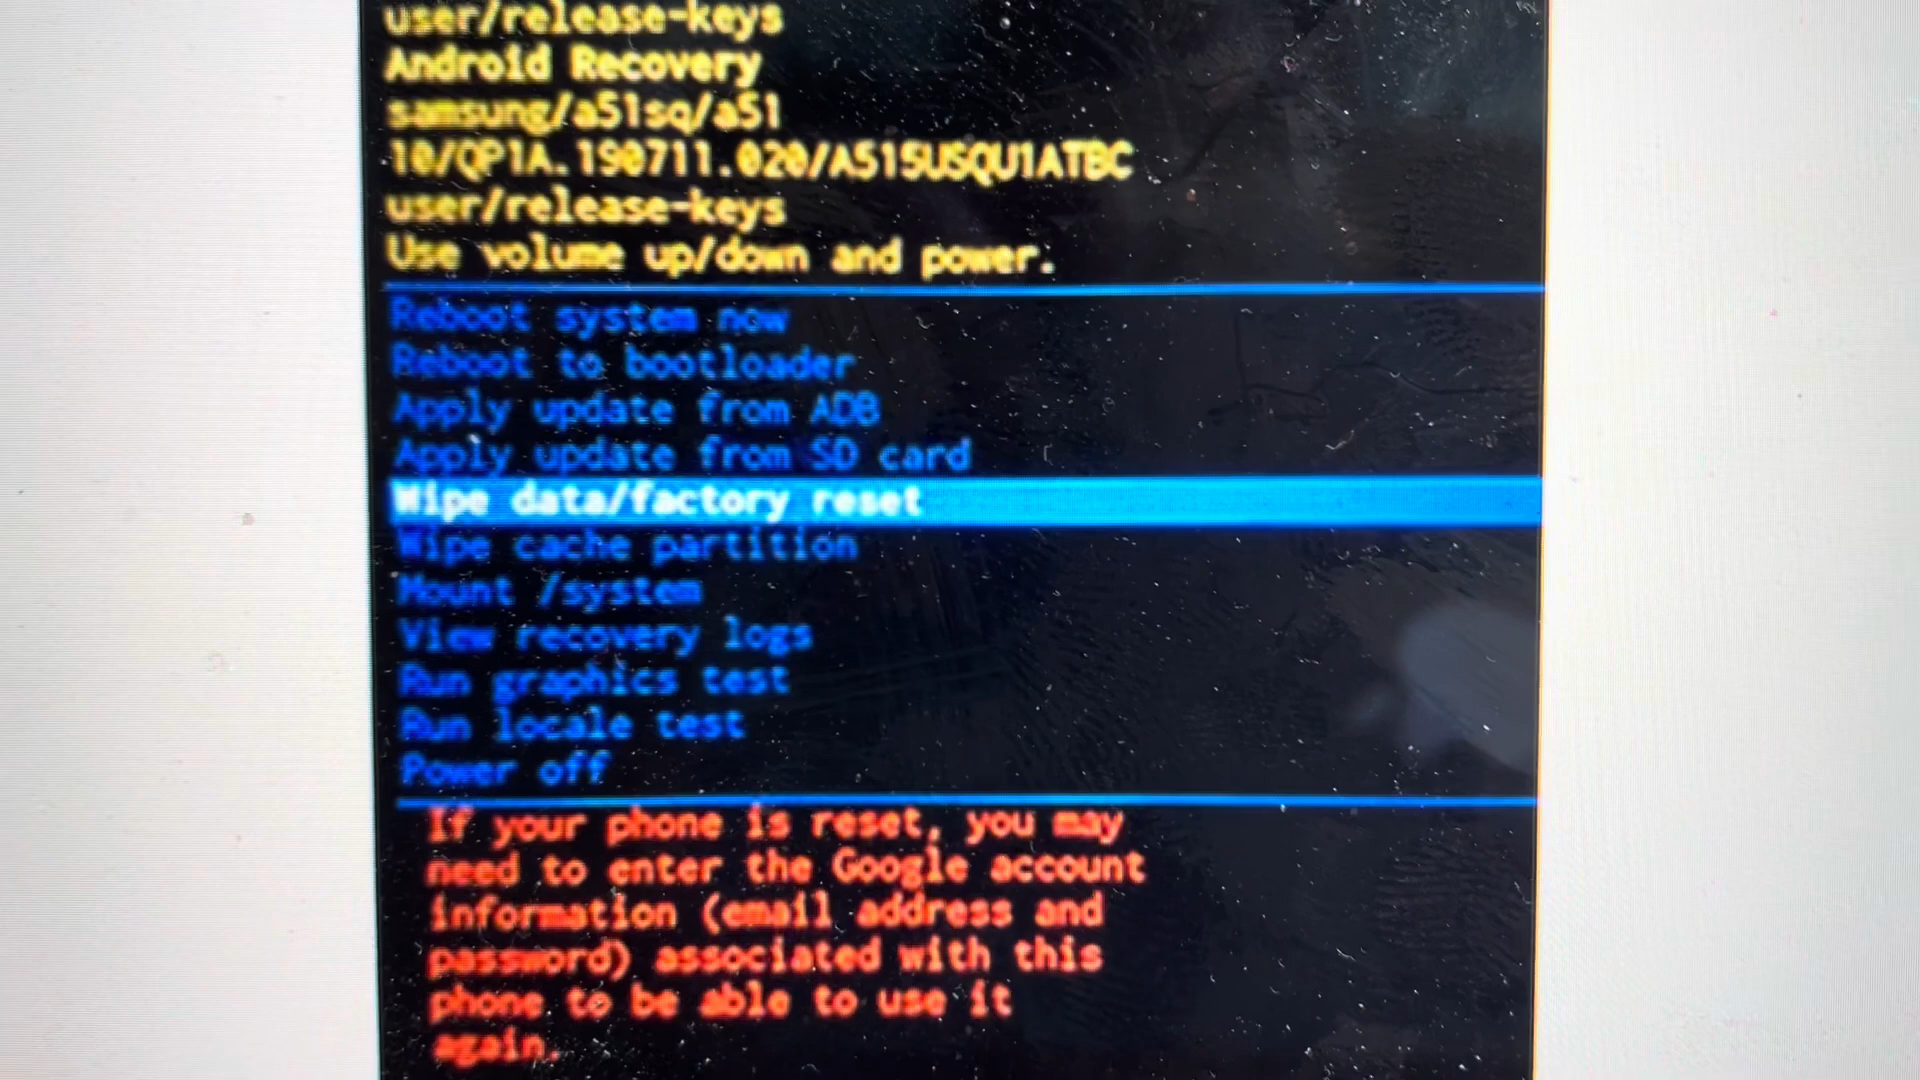 user/release-keys
Android Recovery
samsung/a51sq/a51
10/QP1A.190711.020/A515USQU1ATBC
user/release-keys
Use volume up/down and power.
Reboot system now
Reboot to bootloader
Apply update from ADB
Apply update from SD card
Wipe data/factory reset
Wipe cache partition
Mount /system
View recovery logs
Run graphics test
Run locale test
Power off
If your phone is reset, you may
need to enter the Google account
information (email address and
password) associated with this
phone to be able to use it
again.